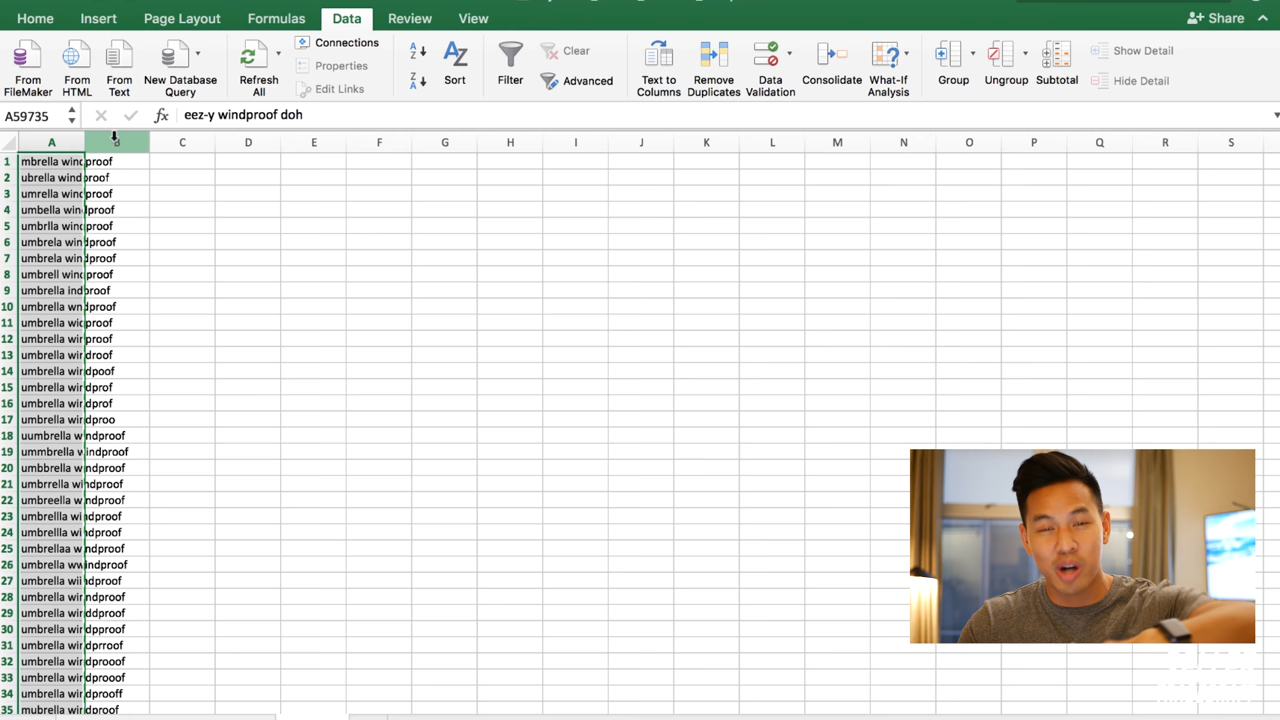 Home Insert Page Layout Formulas Data Review View Share
Connections Clear Show Detail
Properties
Edit Links Advanced Hide Detail
From FileMaker From HTML From Text New Database Query Refresh All Sort Filter Text to Columns Remove Duplicates Data Validation Consolidate What-If Analysis Group Ungroup Subtotal
A59735 fx eez-y windproof doh
A B C D E F G H I J K L M N O P Q R S
1 mbrella windproof
2 ubrella windproof
3 umrella windproof
4 umbella windproof
5 umbrlla windproof
6 umbrela windproof
7 umbrela windproof
8 umbrell windproof
9 umbrella indproof
10 umbrella wndproof
11 umbrella widproof
12 umbrella winproof
13 umbrella windroof
14 umbrella windpoof
15 umbrella windprof
16 umbrella windprof
17 umbrella windproo
18 uumbrella windproof
19 ummbrella windproof
20 umbbrella windproof
21 umbrrella windproof
22 umbreella windproof
23 umbrellla windproof
24 umbrellla windproof
25 umbrellaa windproof
26 umbrella wwindproof
27 umbrella wiindproof
28 umbrella winndproof
29 umbrella winddproof
30 umbrella windpproof
31 umbrella windprroof
32 umbrella windprooof
33 umbrella windprooof
34 umbrella windprooff
35 mubrella windproof